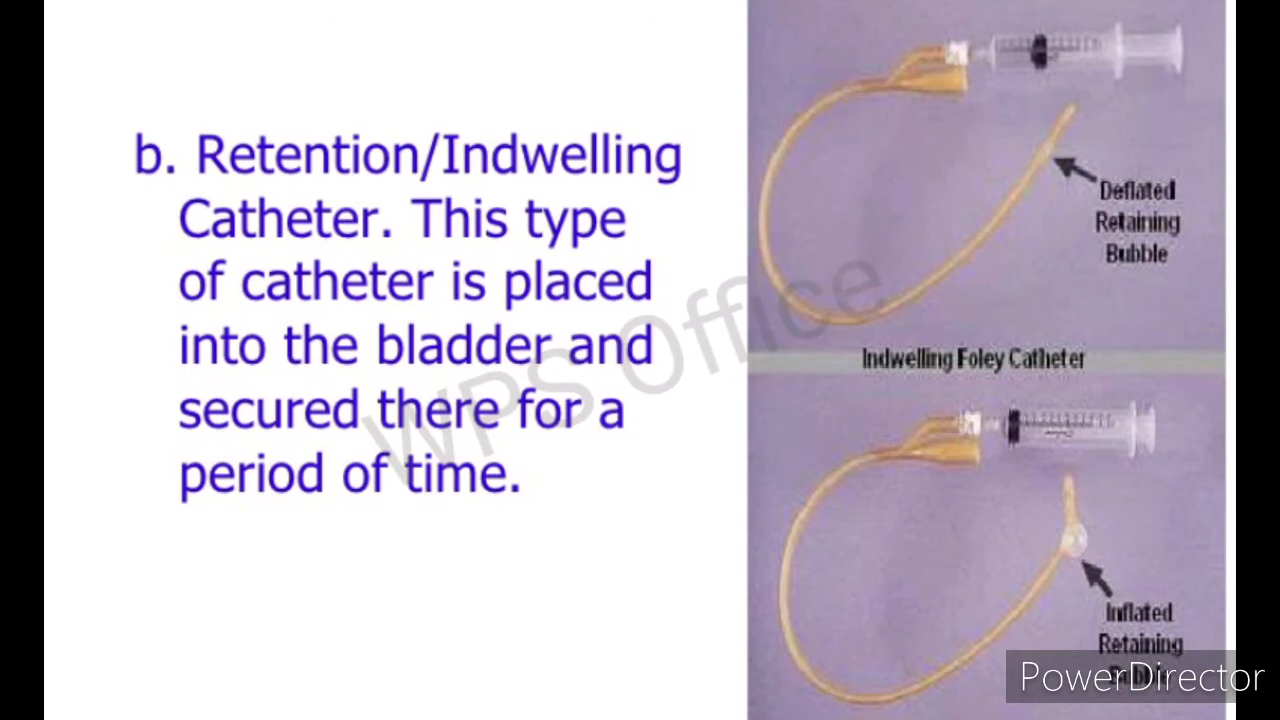 b. Retention/Indwelling
Catheter. This type
of catheter is placed
into the bladder and
secured there for a
period of time.
WPS Office
Deflated
Retaining
Bubble
Indwelling Foley Catheter
Inflated
Retaining
Bubble
PowerDirector